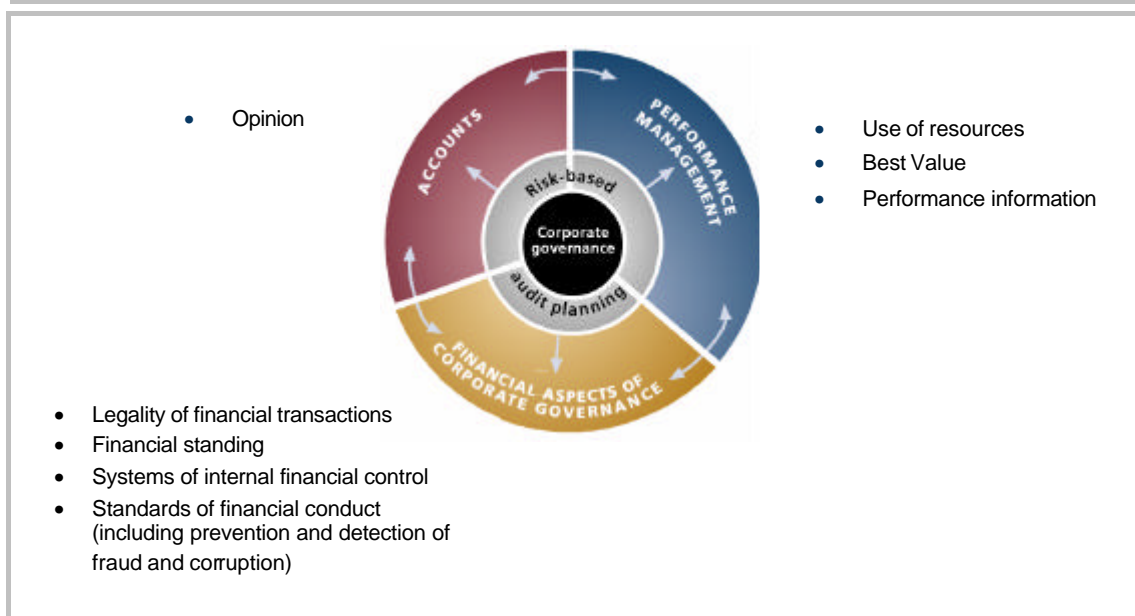 • Opinion
ACCOUNTS
PERFORMANCE
MANAGEMENT
• Use of resources
• Best Value
• Performance information
Risk-based
Corporate
governance
audit planning
FINANCIAL ASPECTS OF
CORPORATE GOVERNANCE
• Legality of financial transactions
• Financial standing
• Systems of internal financial control
• Standards of financial conduct
(including prevention and detection of
fraud and corruption)